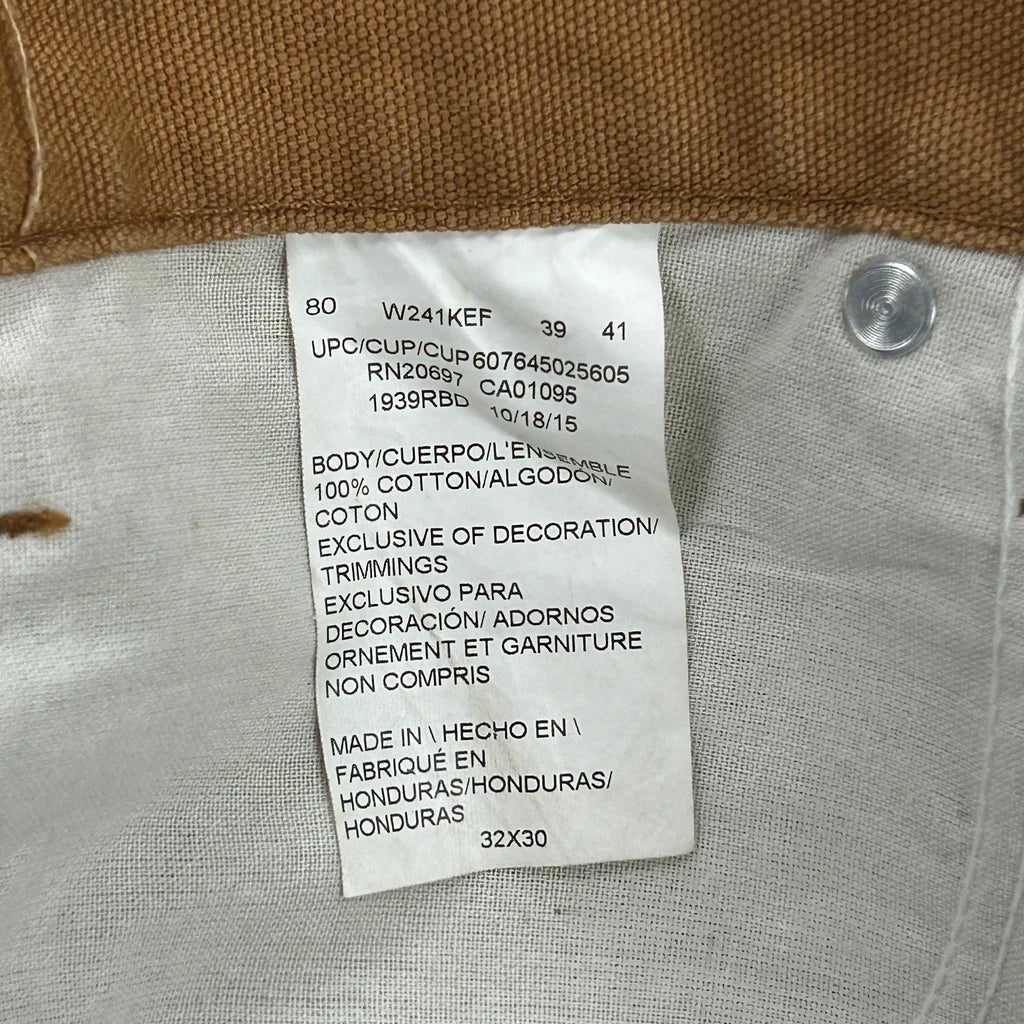 80 W241KEF 39 41
UPC/CUP/CUP 607645025605
RN20697 CA01095
1939RBD 10/18/15
BODY/CUERPO/L'ENSEMBLE
100% COTTON/ALGODÓN/
COTON
EXCLUSIVE OF DECORATION/
TRIMMINGS
EXCLUSIVO PARA
DECORACIÓN/ ADORNOS
ORNEMENT ET GARNITURE
NON COMPRIS
MADE IN \ HECHO EN \
FABRIQUÉ EN
HONDURAS/HONDURAS/
HONDURAS
32X30